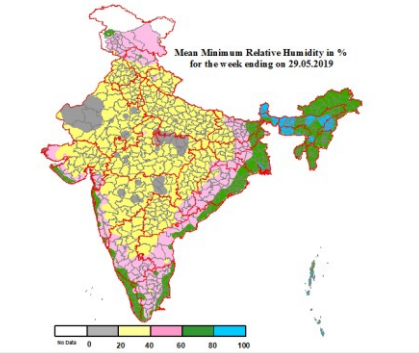 Mean Minimum Relative Humidity in %
for the week ending on 29.05.2019
No Data 0 20 40 60 80 100